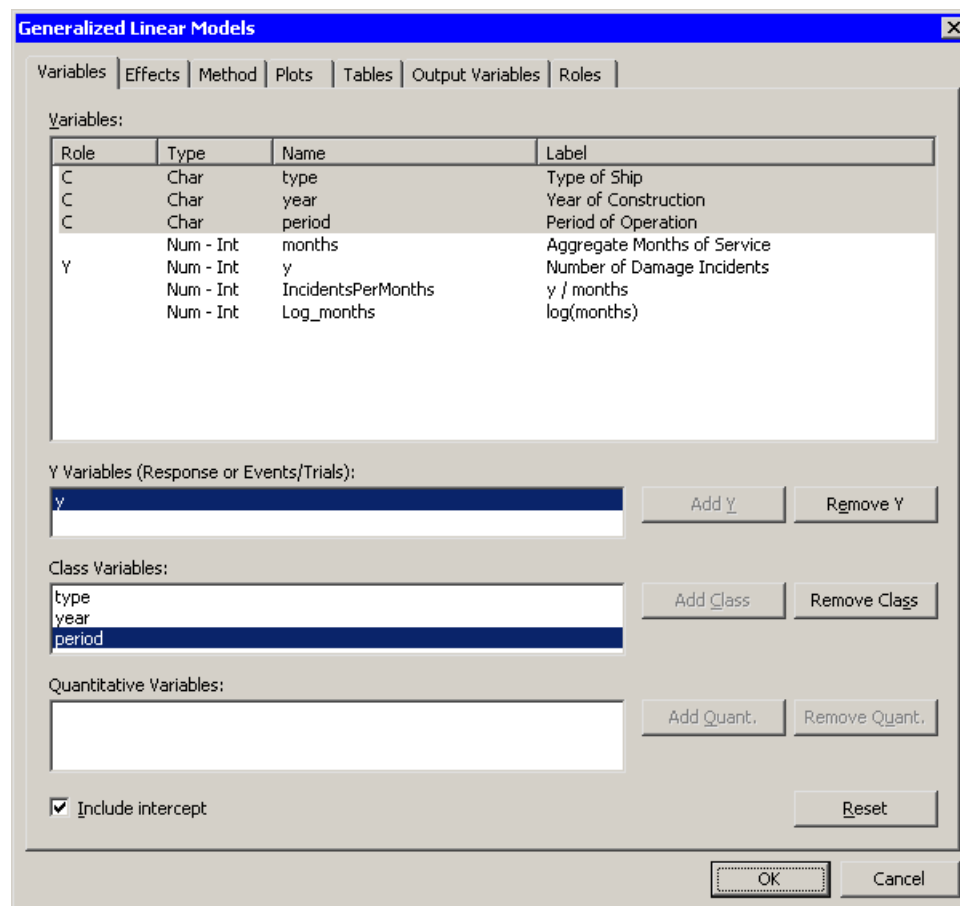 Generalized Linear Models
Variables Effects Method Plots Tables Output Variables Roles
Variables:
Role Type Name Label
C Char type Type of Ship
C Char year Year of Construction
C Char period Period of Operation
Num - Int months Aggregate Months of Service
Y Num - Int y Number of Damage Incidents
Num - Int IncidentsPerMonths y / months
Num - Int Log_months log(months)
Y Variables (Response or Events/Trials):
y Add Y Remove Y
Class Variables:
type Add Class Remove Class
year
period
Quantitative Variables:
Add Quant. Remove Quant.
Include intercept Reset
OK Cancel